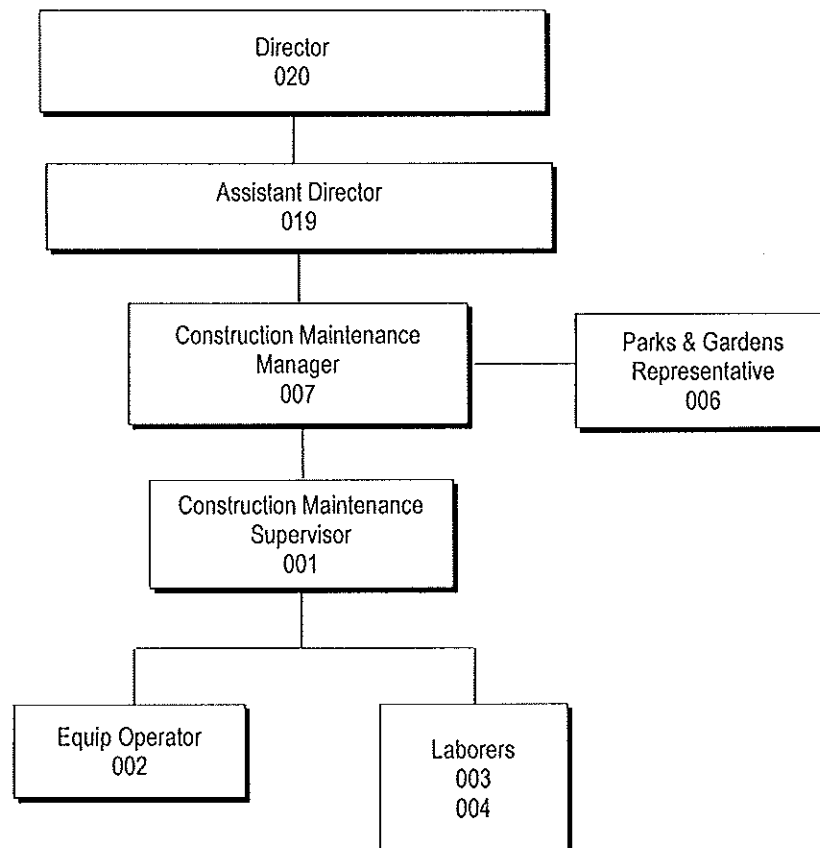 Director
020
Assistant Director
019
Construction Maintenance
Manager
007
Parks & Gardens
Representative
006
Construction Maintenance
Supervisor
001
Equip Operator
002
Laborers
003
004